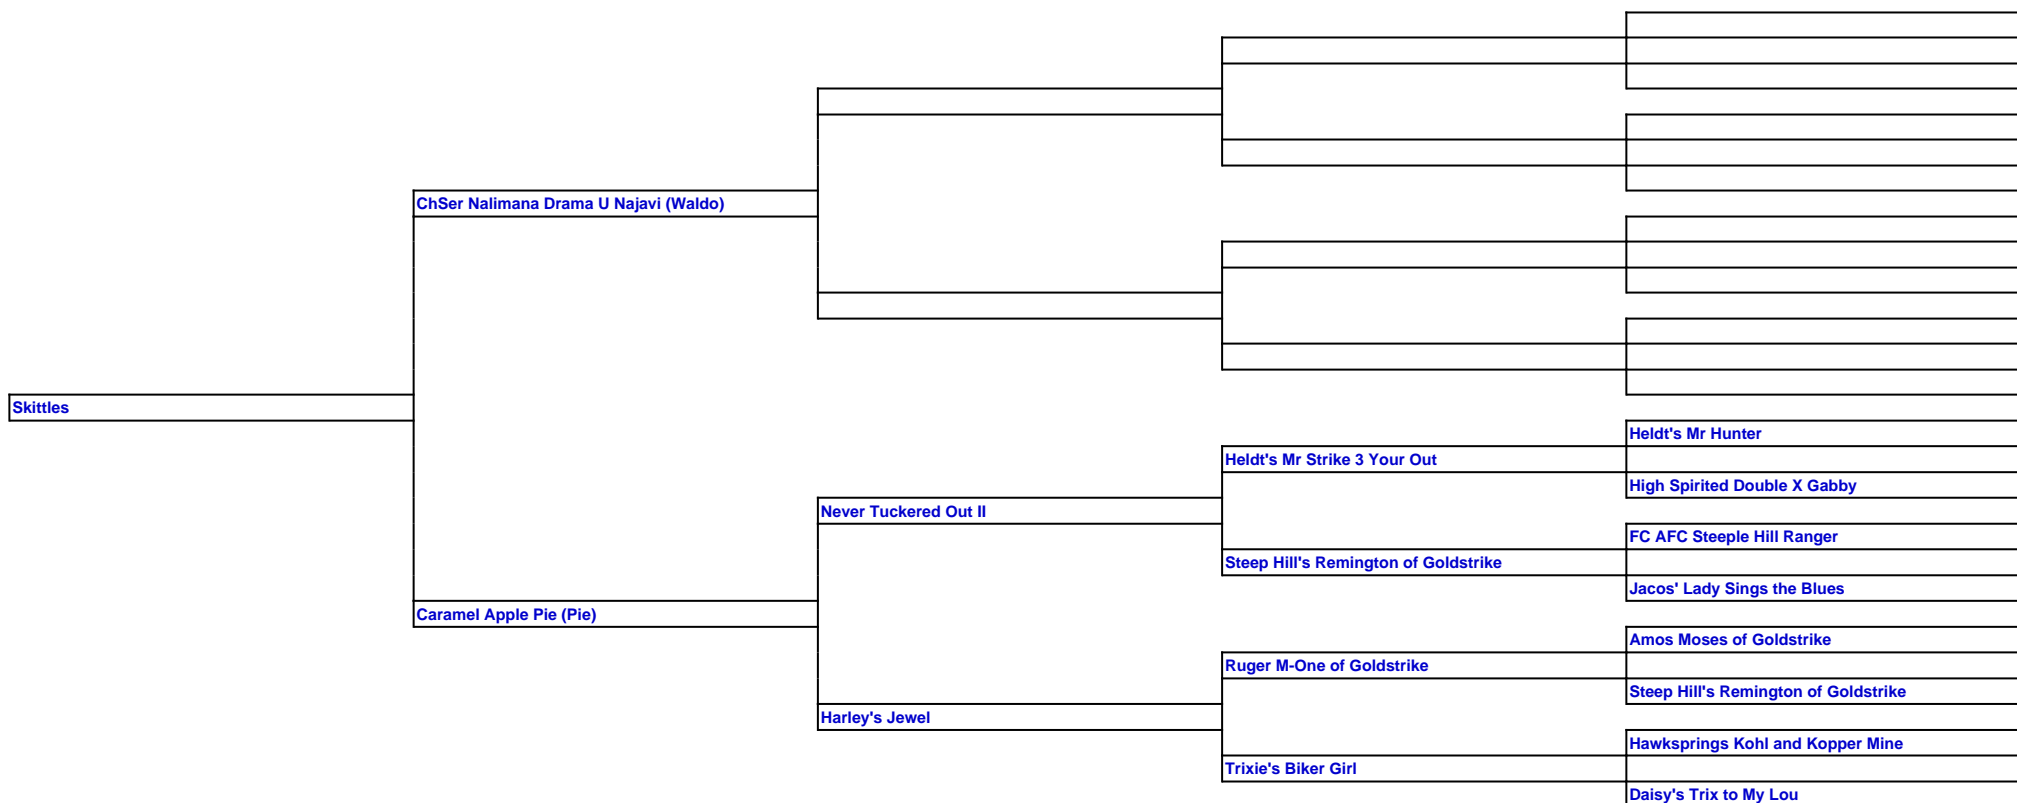 ChSer Nalimana Drama U Najavi (Waldo)
Skittles
Heldt's Mr Hunter
Heldt's Mr Strike 3 Your Out
High Spirited Double X Gabby
Never Tuckered Out II
FC AFC Steeple Hill Ranger
Steep Hill's Remington of Goldstrike
Jacos' Lady Sings the Blues
Caramel Apple Pie (Pie)
Amos Moses of Goldstrike
Ruger M-One of Goldstrike
Steep Hill's Remington of Goldstrike
Harley's Jewel
Hawksprings Kohl and Kopper Mine
Trixie's Biker Girl
Daisy's Trix to My Lou